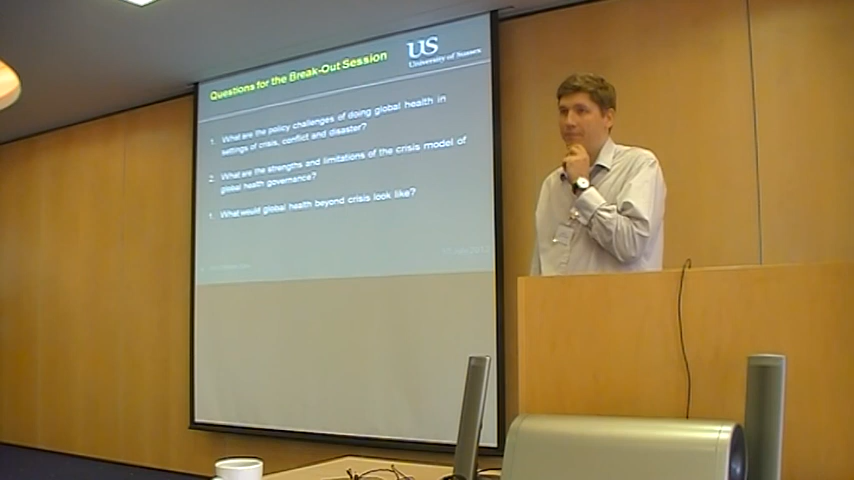 Questions for the Break-Out Session
US
University of Sussex
1. What are the policy challenges of doing global health in
settings of crisis, conflict and disaster?
2. What are the strengths and limitations of the crisis model of
global health governance?
1. What would global health beyond crisis look like?